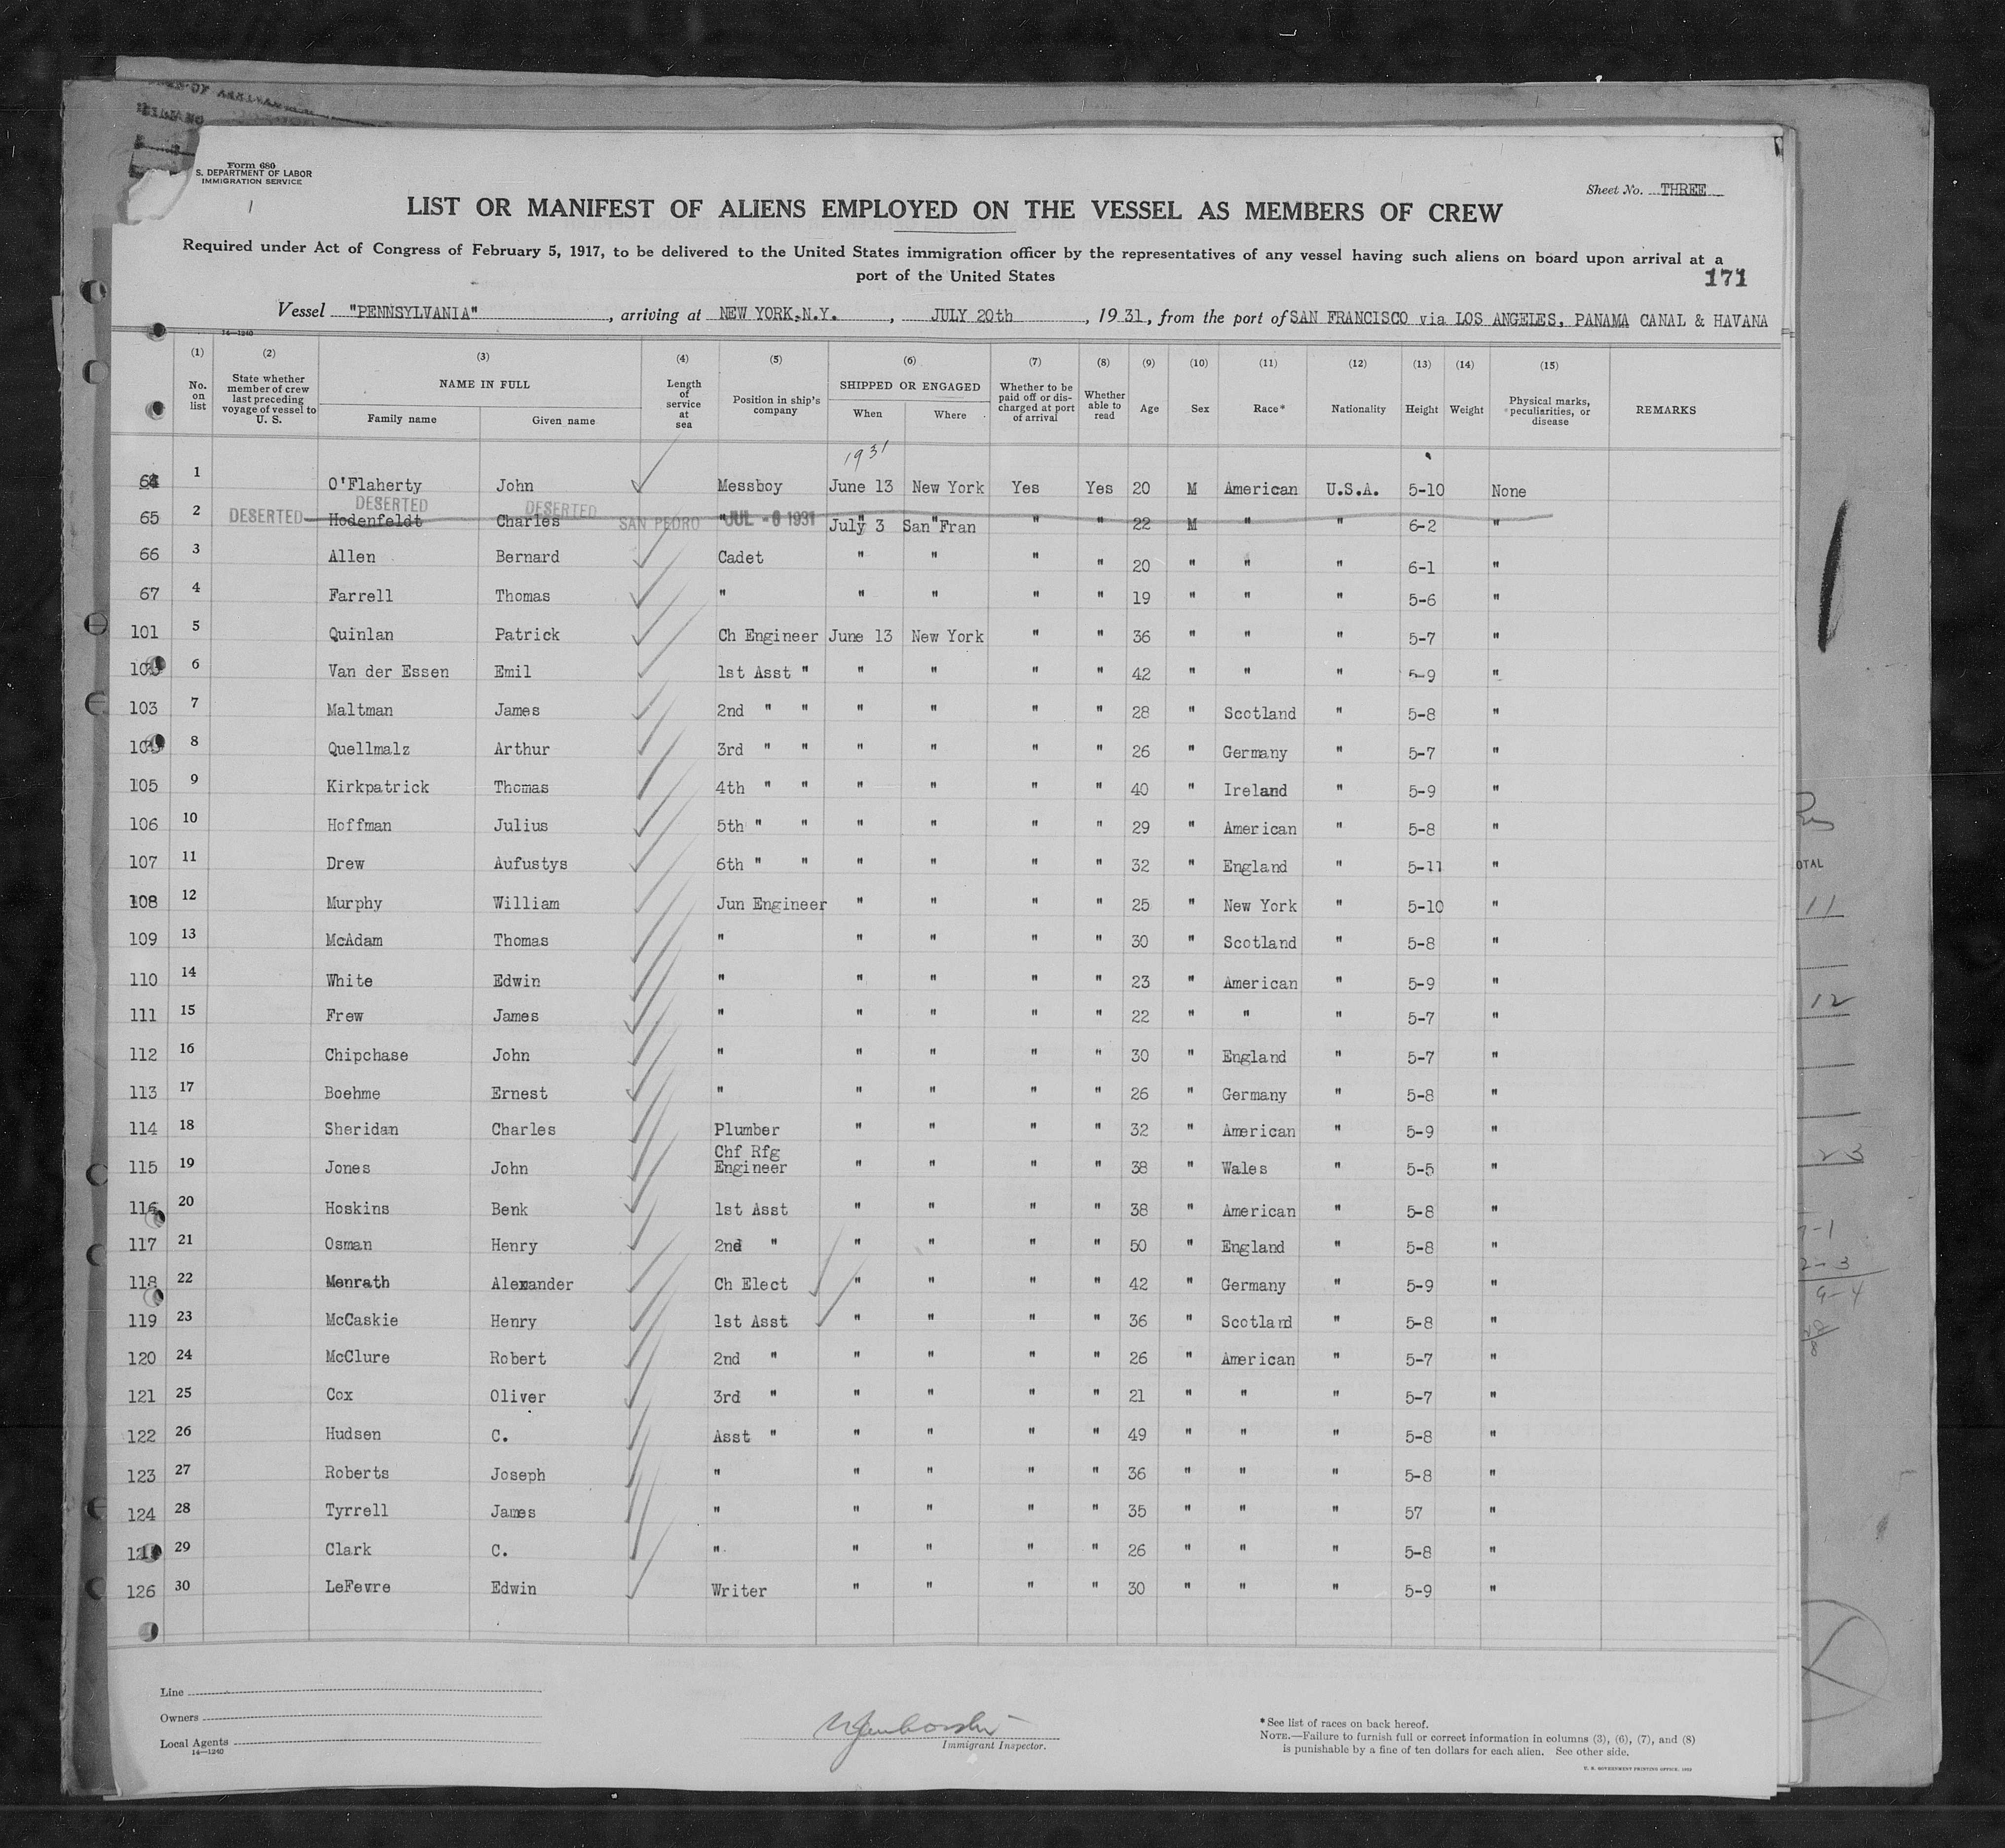 Form 680
S. DEPARTMENT OF LABOR
IMMIGRATION SERVICE
Sheet No. THREE
LIST OR MANIFEST OF ALIENS EMPLOYED ON THE VESSEL AS MEMBERS OF CREW
Required under Act of Congress of February 5, 1917, to be delivered to the United States immigration officer by the representatives of any vessel having such aliens on board upon arrival at a
port of the United States
171
Vessel "PENNSYLVANIA", arriving at NEW YORK,N.Y., JULY 20th, 1931, from the port of SAN FRANCISCO via LOS ANGELES, PANAMA CANAL & HAVANA
14—1240
(1) (2) (3) (4) (5) (6) (7) (8) (9) (10) (11) (12) (13) (14) (15)
No. on list State whether member of crew last preceding voyage of vessel to U. S. NAME IN FULL Family name Given name Length of service at sea Position in ship's company SHIPPED OR ENGAGED When Where Whether to be paid off or discharged at port of arrival Whether able to read Age Sex Race* Nationality Height Weight Physical marks, peculiarities, or disease REMARKS
1931
64 1 O'Flaherty John Messboy June 13 New York Yes Yes 20 M American U.S.A. 5-10 None
DESERTED DESERTED
65 2 DESERTED Hodenfeldt Charles SAN PEDRO " JUL -6 1931 July 3 San Fran " " 22 M " " 6-2 "
66 3 Allen Bernard Cadet " " " " 20 " " " 6-1 "
67 4 Farrell Thomas " " " " " 19 " " " 5-6 "
101 5 Quinlan Patrick Ch Engineer June 13 New York " " 36 " " " 5-7 "
6 Van der Essen Emil 1st Asst " " " " " 42 " " " 5-9 "
103 7 Maltman James 2nd " " " " " " 28 " Scotland " 5-8 "
8 Quellmalz Arthur 3rd " " " " " " 26 " Germany " 5-7 "
105 9 Kirkpatrick Thomas 4th " " " " " " 40 " Ireland " 5-9 "
106 10 Hoffman Julius 5th " " " " " " 29 " American " 5-8 "
107 11 Drew Aufustys 6th " " " " " " 32 " England " 5-11 "
108 12 Murphy William Jun Engineer " " " " 25 " New York " 5-10 "
109 13 McAdam Thomas " " " " " 30 " Scotland " 5-8 "
110 14 White Edwin " " " " " 23 " American " 5-9 "
111 15 Frew James " " " " " 22 " " " 5-7 "
112 16 Chipchase John " " " " " 30 " England " 5-7 "
113 17 Boehme Ernest " " " " " 26 " Germany " 5-8 "
114 18 Sheridan Charles Plumber " " " " 32 " American " 5-9 "
115 19 Jones John Chf Rfg Engineer " " " " 38 " Wales " 5-5 "
116 20 Hoskins Benk 1st Asst " " " " 38 " American " 5-8 "
117 21 Osman Henry 2nd " " " " " 50 " England " 5-8 "
118 22 Menrath Alexander Ch Elect " " " " 42 " Germany " 5-9 "
119 23 McCaskie Henry 1st Asst " " " " 36 " Scotland " 5-8 "
120 24 McClure Robert 2nd " " " " " 26 " American " 5-7 "
121 25 Cox Oliver 3rd " " " " " 21 " " " 5-7 "
122 26 Hudsen C. Asst " " " " " 49 " " " 5-8 "
123 27 Roberts Joseph " " " " " 36 " " " 5-8 "
124 28 Tyrrell James " " " " " 35 " " " 57 "
29 Clark C. " " " " " 26 " " " 5-8 "
126 30 LeFevre Edwin Writer " " " " 30 " " " 5-9 "
OTAL
11
12
23
Line
Owners
Local Agents
14—1240
Immigrant Inspector.
*See list of races on back hereof.
NOTE.—Failure to furnish full or correct information in columns (3), (6), (7), and (8)
is punishable by a fine of ten dollars for each alien. See other side.